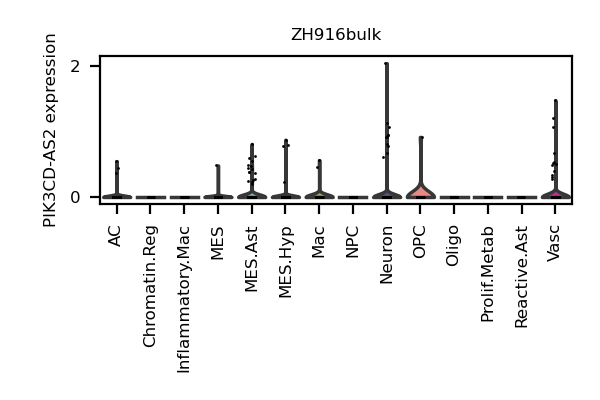 ZH916bulk
PIK3CD-AS2 expression
2
0
AC
Chromatin.Reg
Inflammatory.Mac
MES
MES.Ast
MES.Hyp
Mac
NPC
Neuron
OPC
Oligo
Prolif.Metab
Reactive.Ast
Vasc